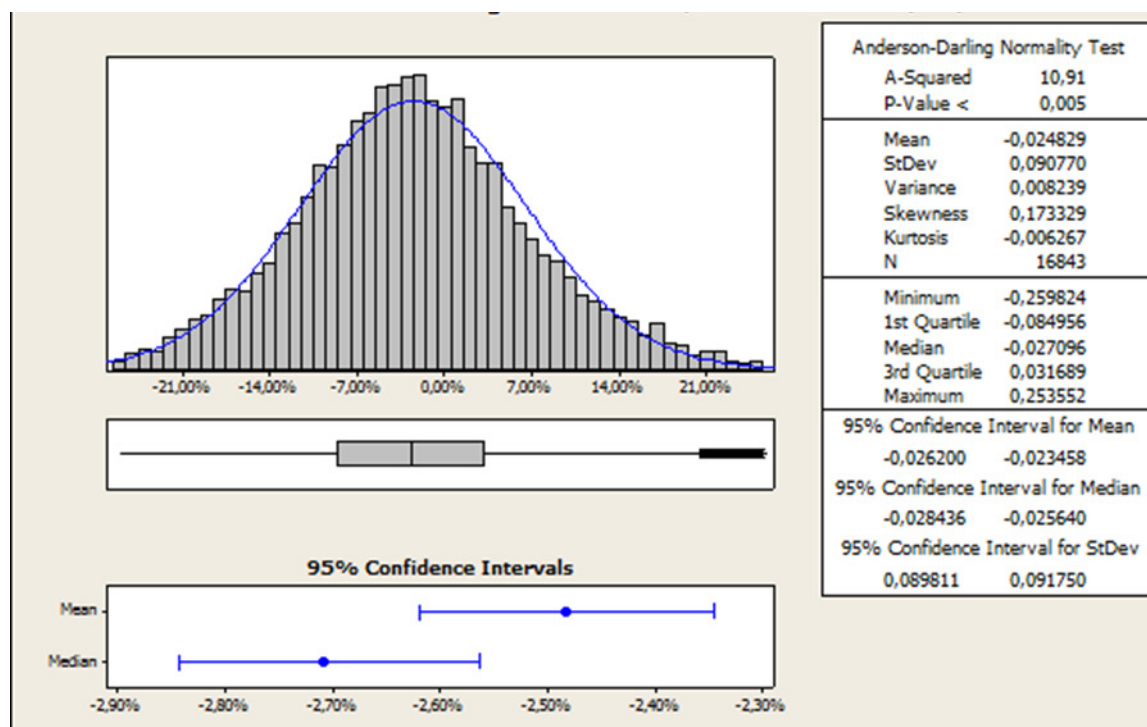 -21,00% -14,00% -7,00% 0,00% 7,00% 14,00% 21,00%
95% Confidence Intervals
Mean
Median
-2,90% -2,80% -2,70% -2,60% -2,50% -2,40% -2,30%
Anderson-Darling Normality Test
A-Squared 10,91
P-Value < 0,005
Mean -0,024829
StDev 0,090770
Variance 0,008239
Skewness 0,173329
Kurtosis -0,006267
N 16843
Minimum -0,259824
1st Quartile -0,084956
Median -0,027096
3rd Quartile 0,031689
Maximum 0,253552
95% Confidence Interval for Mean
-0,026200 -0,023458
95% Confidence Interval for Median
-0,028436 -0,025640
95% Confidence Interval for StDev
0,089811 0,091750